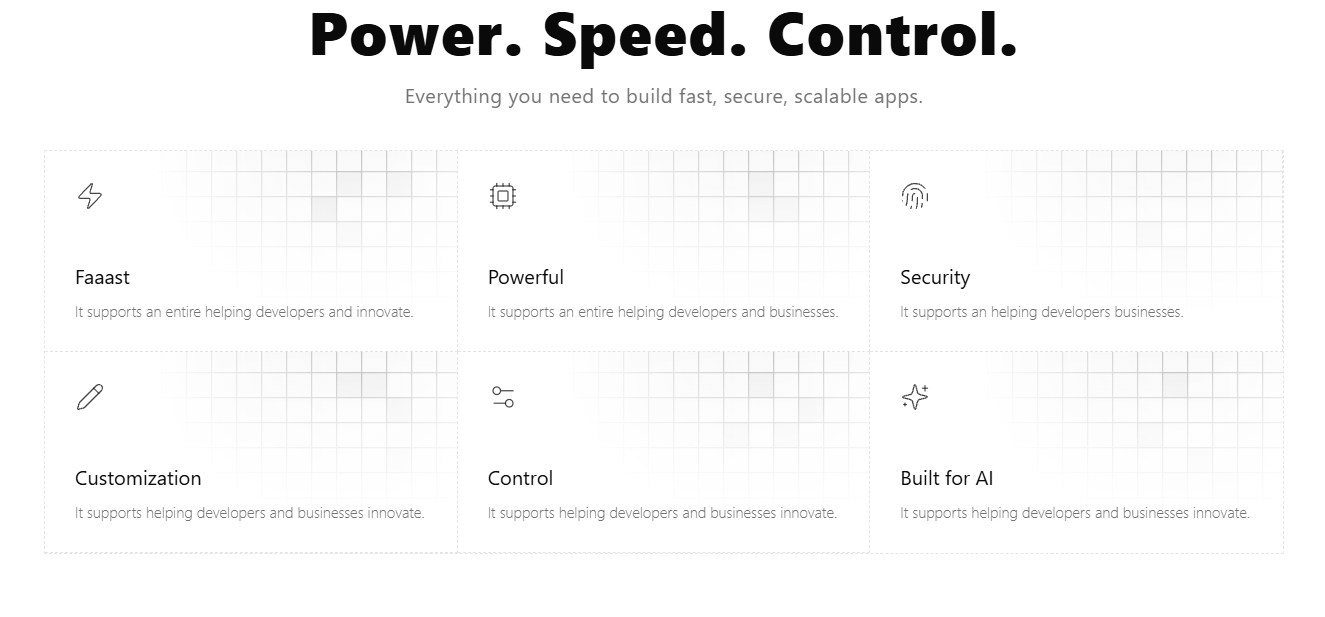 Power. Speed. Control.
Everything you need to build fast, secure, scalable apps.
Faaast
It supports an entire helping developers and innovate.
Powerful
It supports an entire helping developers and businesses.
Security
It supports an helping developers businesses.
Customization
It supports helping developers and businesses innovate.
Control
It supports helping developers and businesses innovate.
Built for AI
It supports helping developers and businesses innovate.